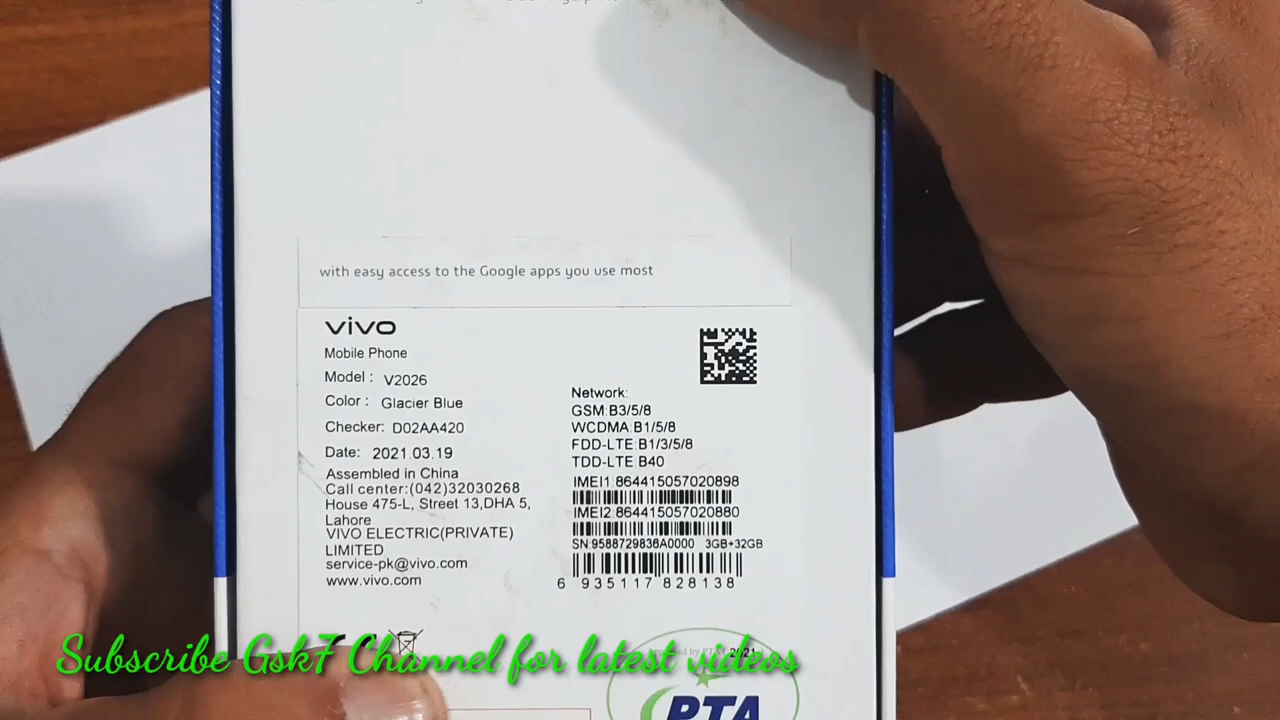 with easy access to the Google apps you use most
vivo
Mobile Phone
Model : V2026
Color : Glacier Blue
Checker: D02AA420
Date: 2021.03.19
Assembled in China
Call center:(042)32030268
House 475-L, Street 13,DHA 5,
Lahore
VIVO ELECTRIC(PRIVATE)
LIMITED
service-pk@vivo.com
www.vivo.com
Network:
GSM:B3/5/8
WCDMA:B1/5/8
FDD-LTE:B1/3/5/8
TDD-LTE:B40
IMEI1:864415057020898
IMEI2:864415057020880
SN:9588729836A0000 3GB+32GB
6 935117 828138
Subscribe Gsk7 Channel for latest videos
Approved by PTA 2021
PTA